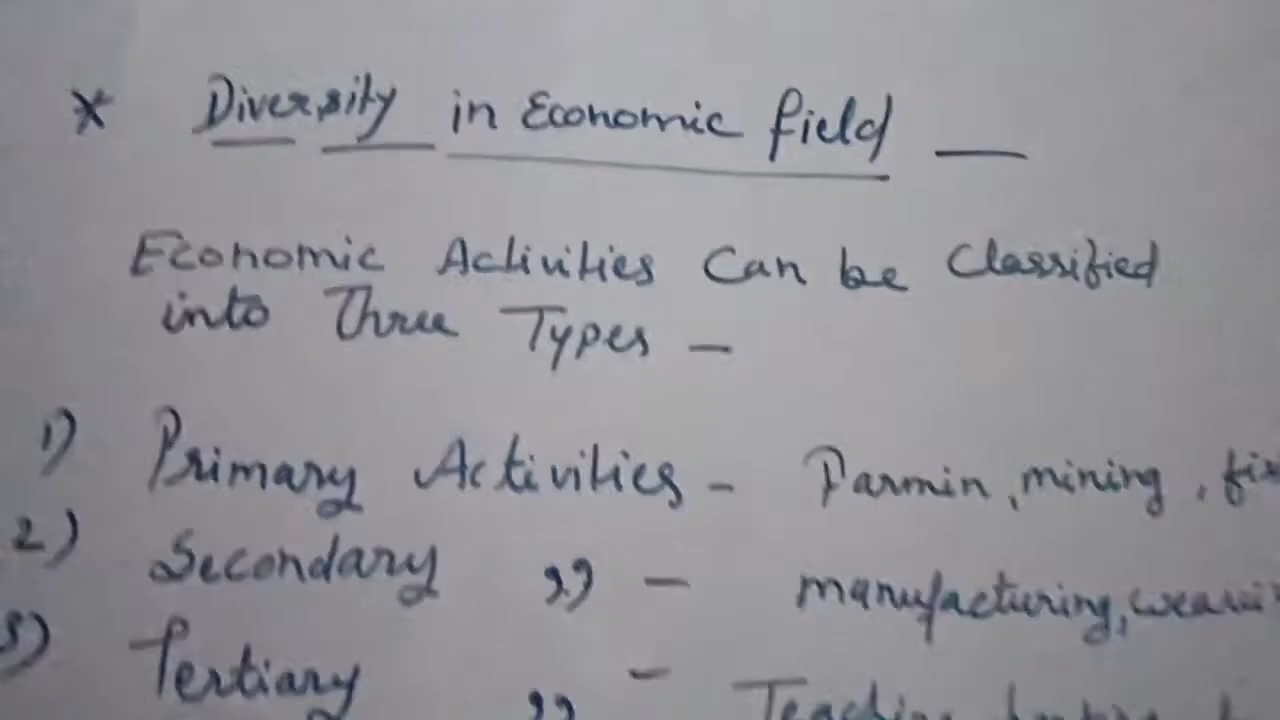 * Diversity in Economic field —
Economic Activities Can be Classified
into Three Types –
1) Primary Activities – Parmin, mining,
2) Secondary ,, – manufacturing,
3) Tertiary ,, –